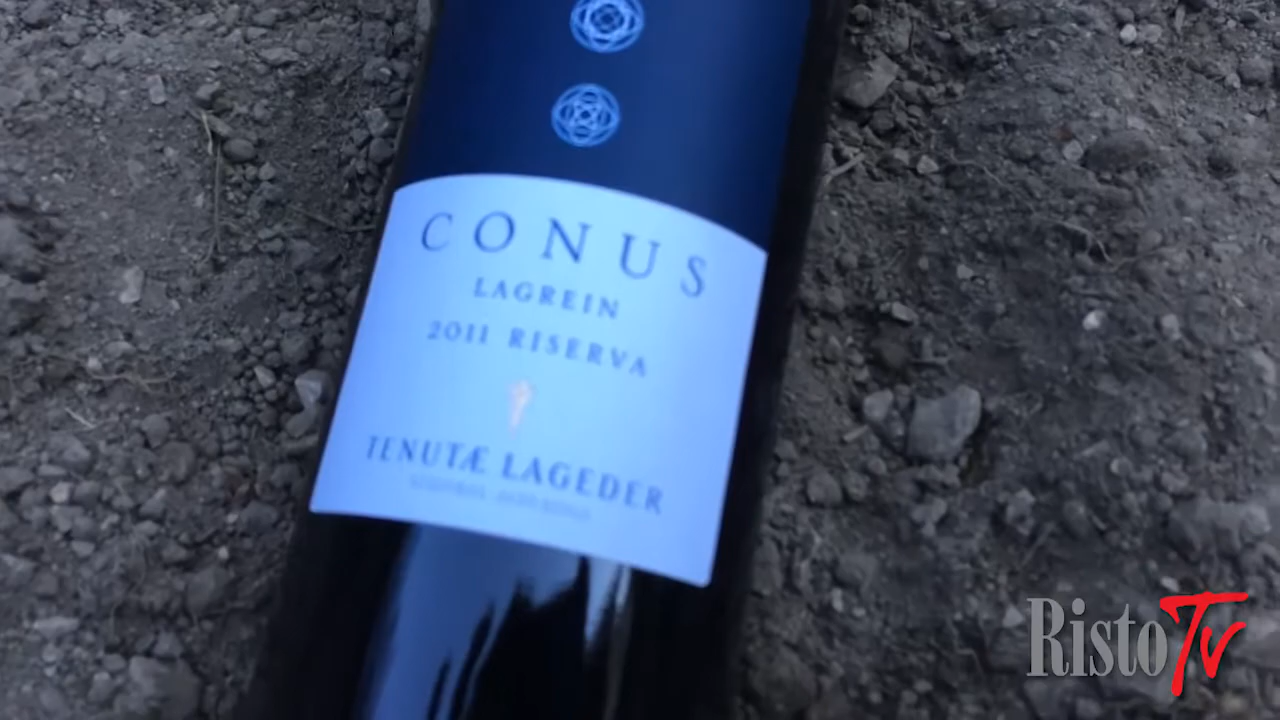 CONUS
LAGREIN
2011 RISERVA
TENUTÆ LAGEDER
RistoTV